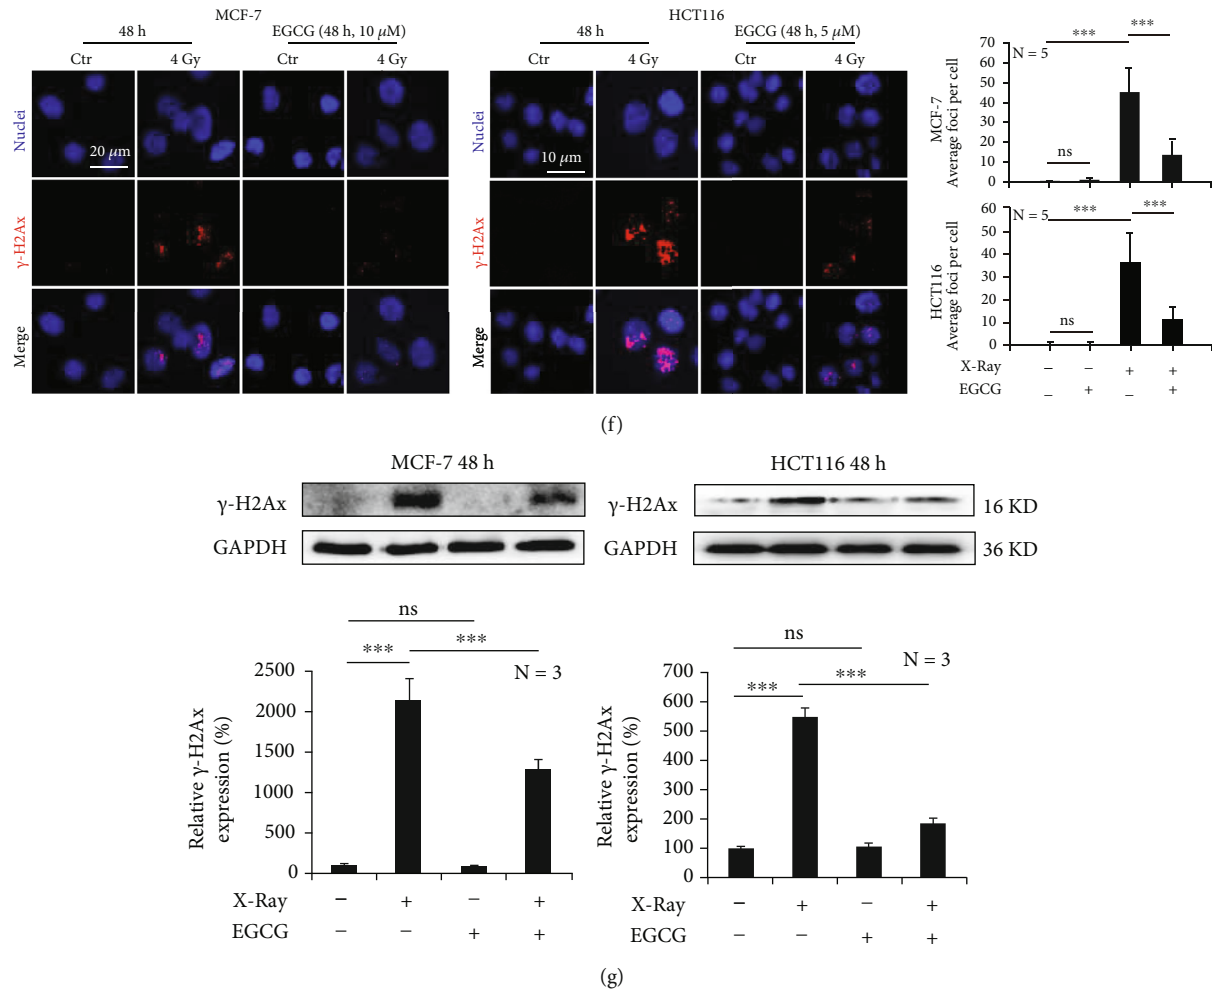 MCF-7
48 h
EGCG (48 h, 10 μM)
Ctr
4 Gy
Ctr
4 Gy
Nuclei
20 μm
γ-H2Ax
Merge
HCT116
48 h
EGCG (48 h, 5 μM)
Ctr
4 Gy
Ctr
4 Gy
Nuclei
10 μm
γ-H2Ax
Merge
MCF-7
Average foci per cell
70
60
50
40
30
20
10
0
N = 5
ns
***
***
HCT116
Average foci per cell
60
50
40
30
20
10
0
N = 5
ns
***
***
X-Ray − − + +
EGCG − + − +
(f)
MCF-7 48 h
γ-H2Ax
GAPDH
HCT116 48 h
γ-H2Ax 16 KD
GAPDH 36 KD
Relative γ-H2Ax
expression (%)
2500
2000
1500
1000
500
0
ns
***
***
N = 3
X-Ray − + − +
EGCG − − + +
Relative γ-H2Ax
expression (%)
700
600
500
400
300
200
100
0
ns
***
***
N = 3
X-Ray − + − +
EGCG − − + +
(g)